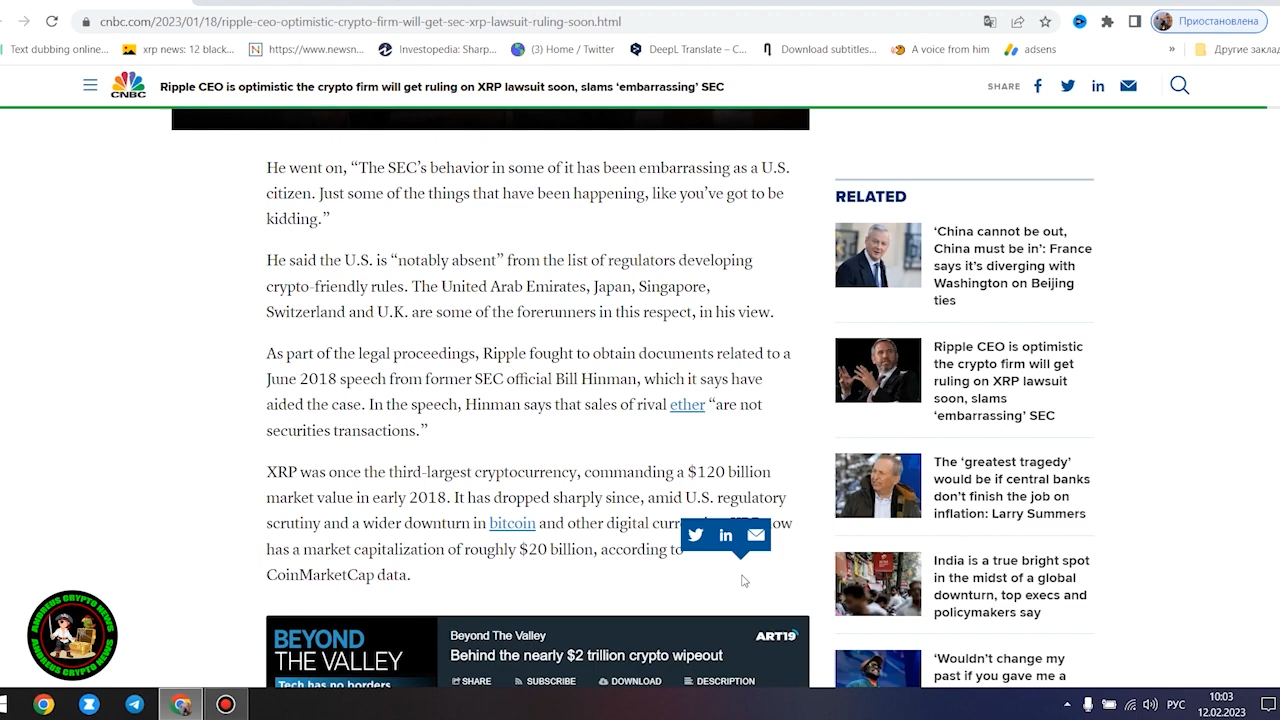 cnbc.com/2023/01/18/ripple-ceo-optimistic-crypto-firm-will-get-sec-xrp-lawsuit-ruling-soon.html
Приостановлена
Text dubbing online...
xrp news: 12 black...
https://www.newsn...
Investopedia: Sharp...
(3) Home / Twitter
DeepL Translate – C...
Download subtitles...
A voice from him
adsens
»
Другие закла
CNBC
Ripple CEO is optimistic the crypto firm will get ruling on XRP lawsuit soon, slams ‘embarrassing’ SEC
SHARE
He went on, “The SEC’s behavior in some of it has been embarrassing as a U.S.
citizen. Just some of the things that have been happening, like you’ve got to be
kidding.”
He said the U.S. is “notably absent” from the list of regulators developing
crypto-friendly rules. The United Arab Emirates, Japan, Singapore,
Switzerland and U.K. are some of the forerunners in this respect, in his view.
As part of the legal proceedings, Ripple fought to obtain documents related to a
June 2018 speech from former SEC official Bill Hinman, which it says have
aided the case. In the speech, Hinman says that sales of rival ether “are not
securities transactions.”
XRP was once the third-largest cryptocurrency, commanding a $120 billion
market value in early 2018. It has dropped sharply since, amid U.S. regulatory
scrutiny and a wider downturn in bitcoin and other digital
has a market capitalization of roughly $20 billion, according to
CoinMarketCap data.
RELATED
‘China cannot be out,
China must be in’: France
says it’s diverging with
Washington on Beijing
ties
Ripple CEO is optimistic
the crypto firm will get
ruling on XRP lawsuit
soon, slams
‘embarrassing’ SEC
The ‘greatest tragedy’
would be if central banks
don’t finish the job on
inflation: Larry Summers
India is a true bright spot
in the midst of a global
downturn, top execs and
policymakers say
‘Wouldn’t change my
past if you gave me a
BEYOND
THE VALLEY
Tech has no borders
Beyond The Valley
Behind the nearly $2 trillion crypto wipeout
ART19
SHARE
SUBSCRIBE
DOWNLOAD
DESCRIPTION
ANDREUS CRYPTO NEWS
ANDREUS CRYPTO NEWS
РУС
10:03
12.02.2023